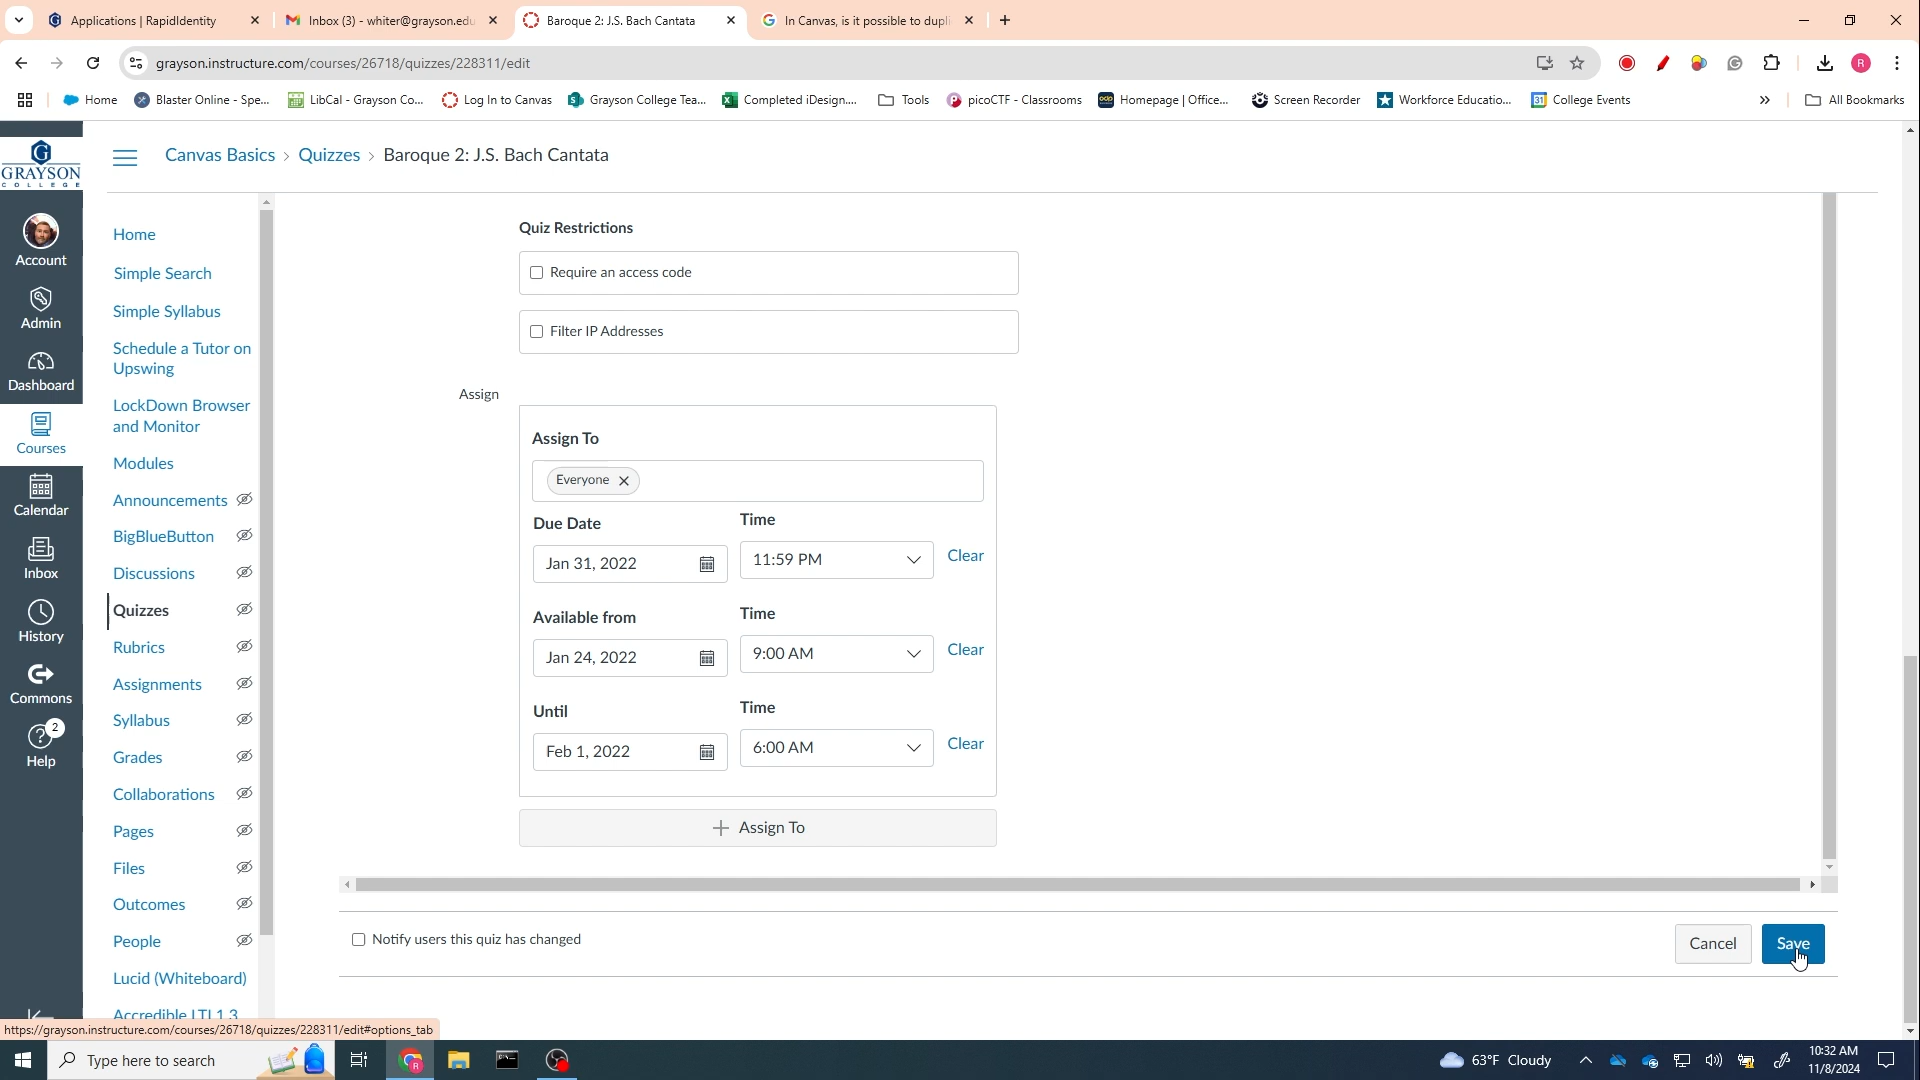 Applications | RapidIdentity
Inbox (3) - whiter@grayson.edu
Baroque 2: J.S. Bach Cantata
In Canvas, is it possible to dupli
grayson.instructure.com/courses/26718/quizzes/228311/edit
R
Home
Blaster Online - Spe...
LibCal - Grayson Co...
Log In to Canvas
Grayson College Tea...
Completed iDesign....
Tools
picoCTF - Classrooms
Homepage | Office...
Screen Recorder
Workforce Educatio...
College Events
All Bookmarks
GRAYSON
COLLEGE
Canvas Basics > Quizzes > Baroque 2: J.S. Bach Cantata
Account
Admin
Dashboard
Courses
Calendar
Inbox
History
Commons
2
Help
Home
Simple Search
Simple Syllabus
Schedule a Tutor on
Upswing
LockDown Browser
and Monitor
Modules
Announcements
BigBlueButton
Discussions
Quizzes
Rubrics
Assignments
Syllabus
Grades
Collaborations
Pages
Files
Outcomes
People
Lucid (Whiteboard)
Accredible LTI 1.3
Quiz Restrictions
Require an access code
Filter IP Addresses
Assign
Assign To
Everyone
Due Date Time
Jan 31, 2022 11:59 PM Clear
Available from Time
Jan 24, 2022 9:00 AM Clear
Until Time
Feb 1, 2022 6:00 AM Clear
+ Assign To
Notify users this quiz has changed
Cancel Save
https://grayson.instructure.com/courses/26718/quizzes/228311/edit#options_tab
Type here to search
63°F Cloudy
10:32 AM
11/8/2024